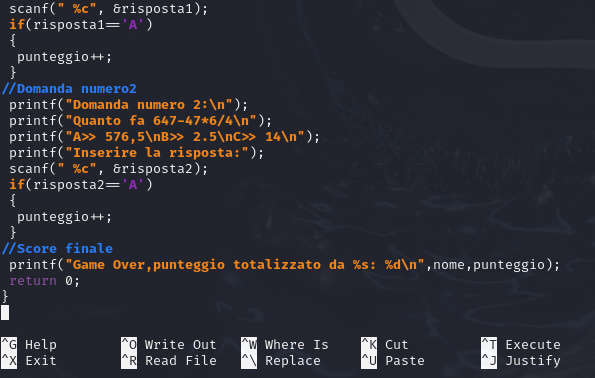 scanf(" %c", &risposta1);
if(risposta1=='A')
{
punteggio++;
}
//Domanda numero2
printf("Domanda numero 2:\n");
printf("Quanto fa 647-47*6/4\n");
printf("A>> 576,5\nB>> 2.5\nC>> 14\n");
printf("Inserire la risposta:");
scanf(" %c", &risposta2);
if(risposta2=='A')
{
punteggio++;
}
//Score finale
printf("Game Over,punteggio totalizzato da %s: %d\n",nome,punteggio);
return 0;
}
^G Help ^O Write Out ^W Where Is ^K Cut ^T Execute
^X Exit ^R Read File ^\ Replace ^U Paste ^J Justify